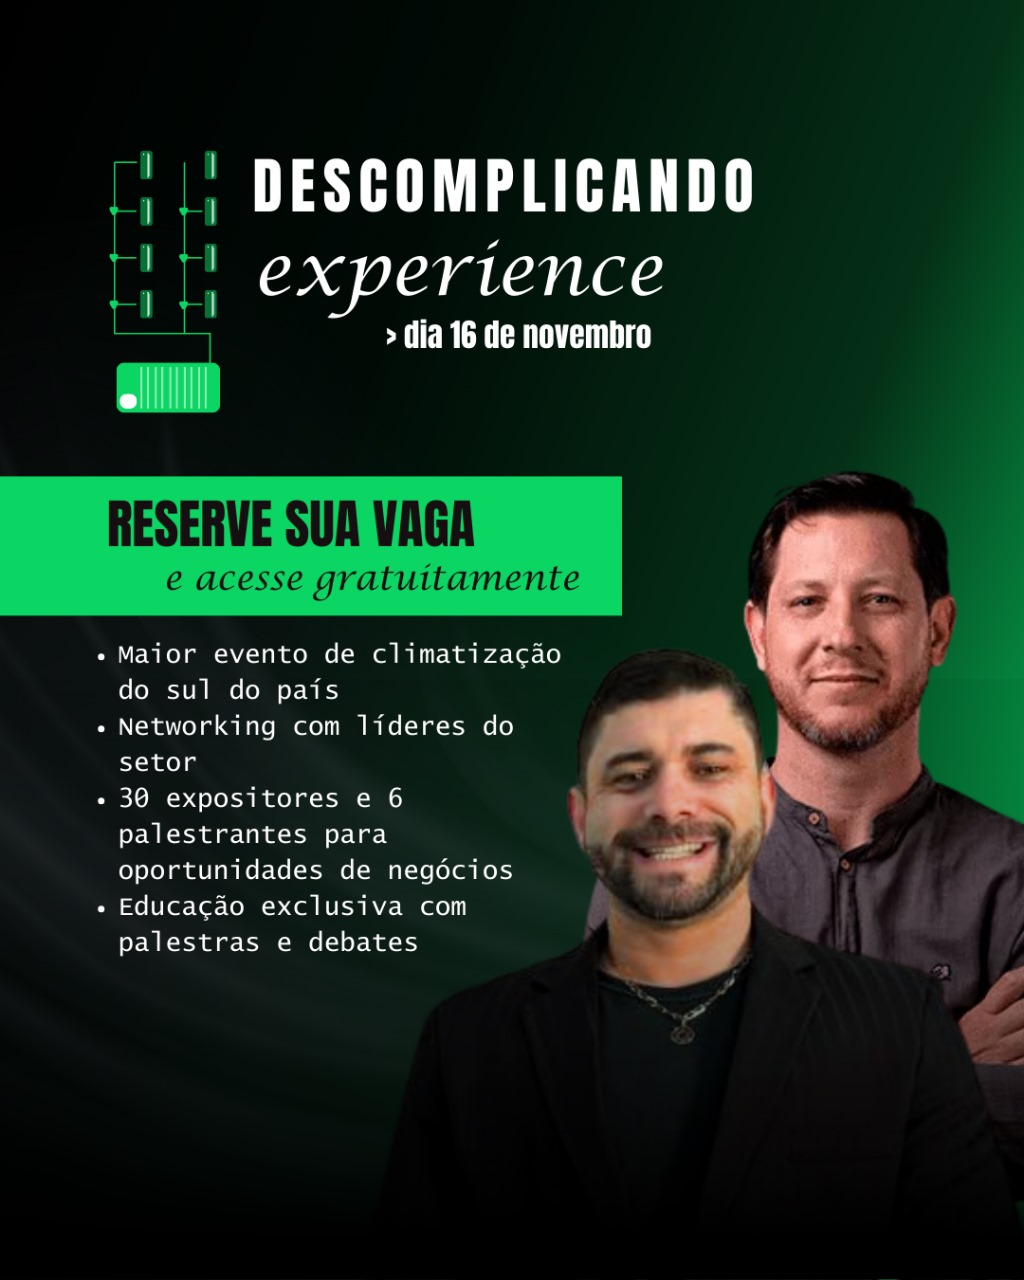 DESCOMPLICANDO
experience
> dia 16 de novembro
RESERVE SUA VAGA
e acesse gratuitamente
• Maior evento de climatização
do sul do país
• Networking com líderes do
setor
• 30 expositores e 6
palestrantes para
oportunidades de negócios
• Educação exclusiva com
palestras e debates